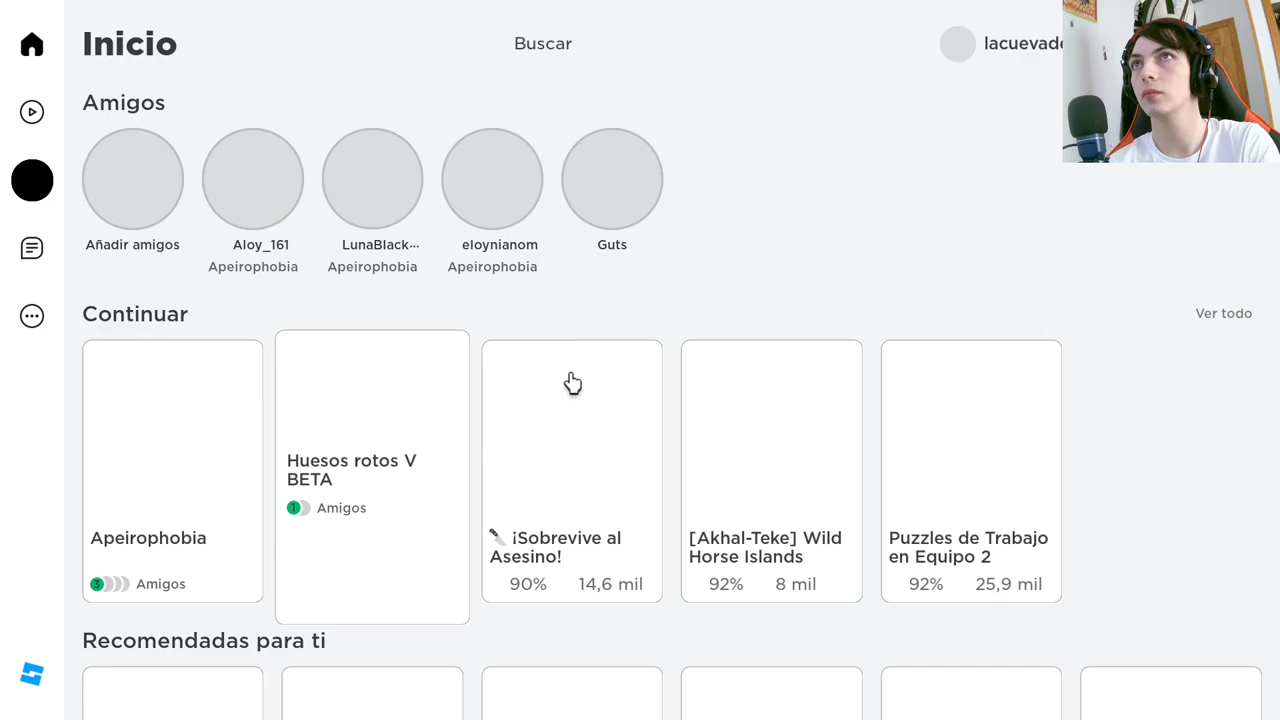 Inicio
Buscar
lacuevade
Amigos
Añadir amigos
Aloy_161
LunaBlack...
eloynianom
Guts
Apeirophobia
Apeirophobia
Apeirophobia
Continuar
Ver todo
Apeirophobia
3
Amigos
Huesos rotos V
BETA
1
Amigos
¡Sobrevive al
Asesino!
90%
14,6 mil
[Akhal-Teke] Wild
Horse Islands
92%
8 mil
Puzzles de Trabajo
en Equipo 2
92%
25,9 mil
Recomendadas para ti